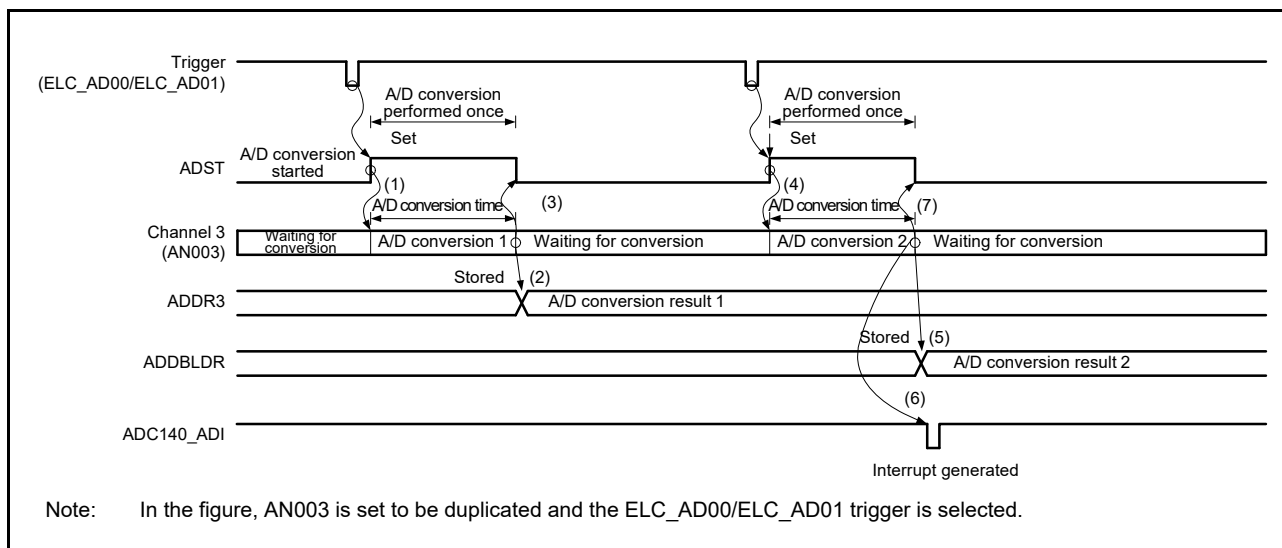 Trigger
(ELC_AD00/ELC_AD01)
A/D conversion
performed once
A/D conversion
performed once
Set
Set
ADST
A/D conversion
started
(1)
(3)
(4)
(7)
A/D conversion time
A/D conversion time
Channel 3
(AN003)
Waiting for
conversion
A/D conversion 1
Waiting for conversion
A/D conversion 2
Waiting for conversion
Stored
(2)
ADDR3
A/D conversion result 1
Stored
(5)
ADDBLDR
A/D conversion result 2
(6)
ADC140_ADI
Interrupt generated
Note: In the figure, AN003 is set to be duplicated and the ELC_AD00/ELC_AD01 trigger is selected.